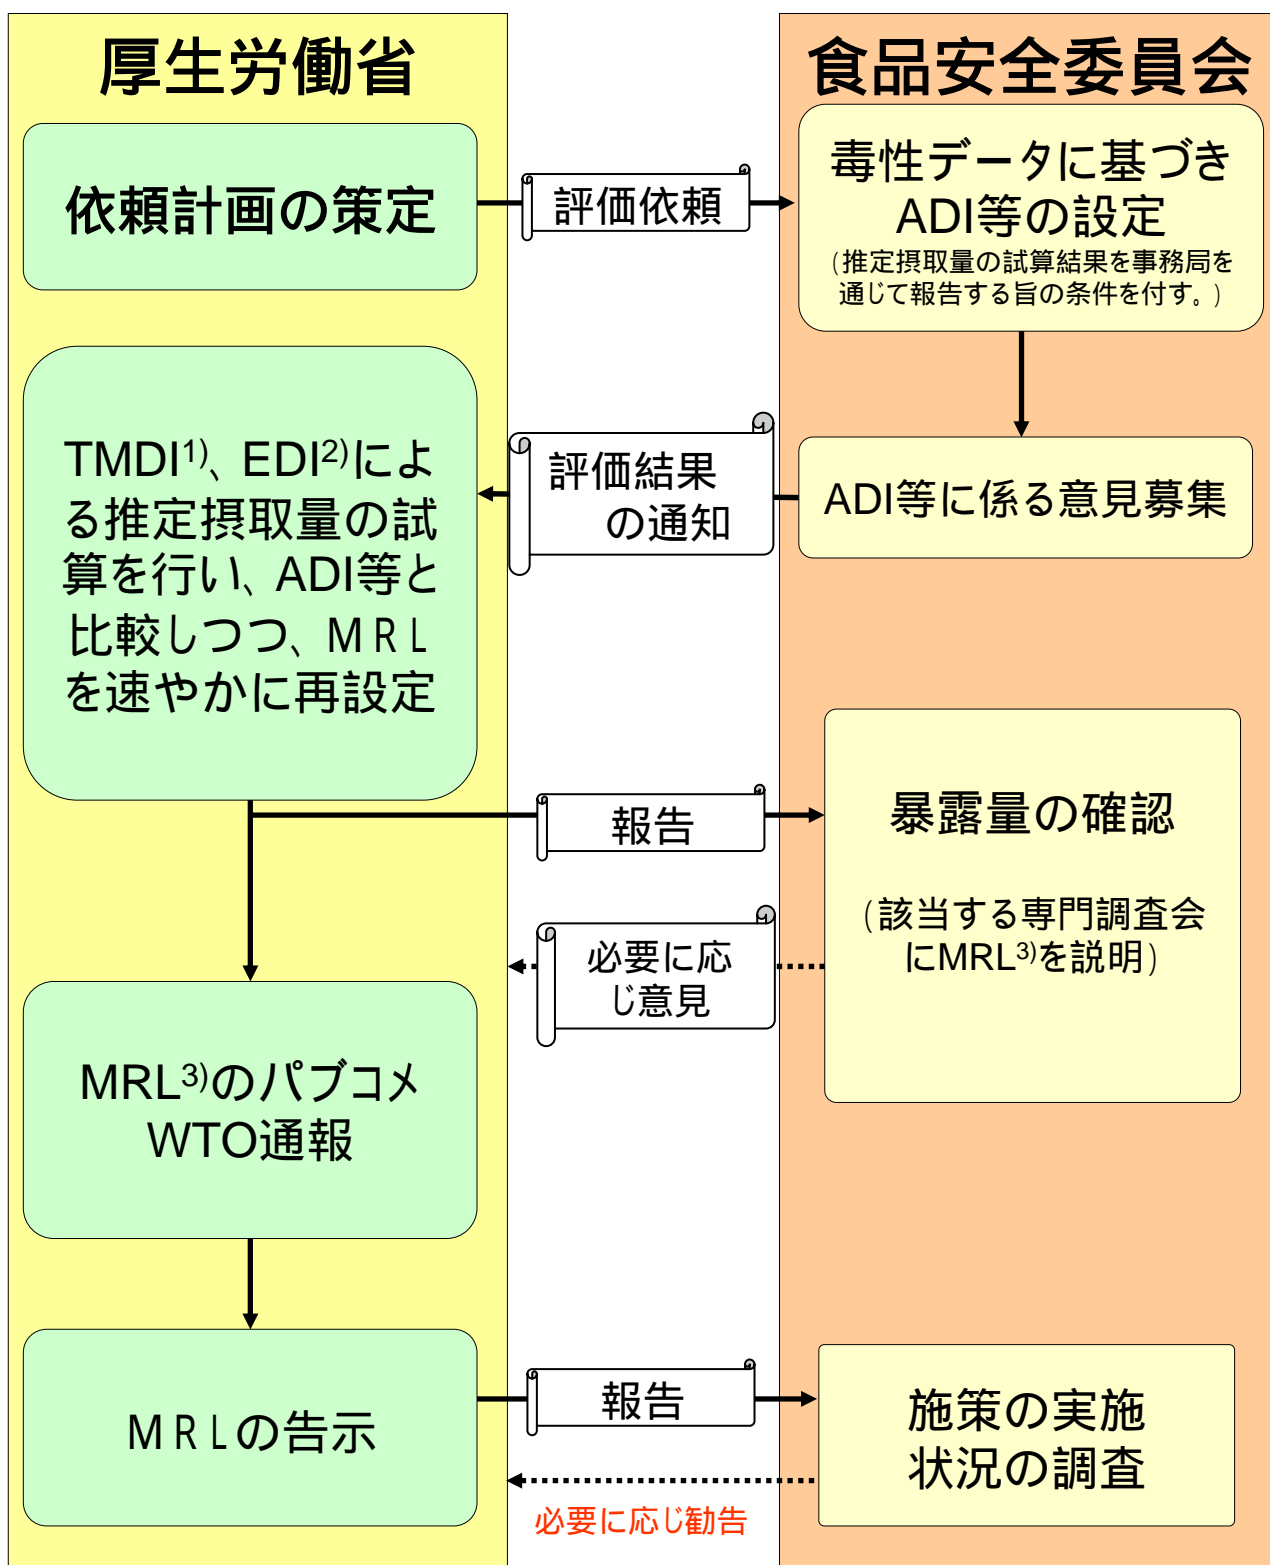 厚生労働省
食品安全委員会
依頼計画の策定
評価依頼
毒性データに基づき
ADI等の設定
(推定摂取量の試算結果を事務局を
通じて報告する旨の条件を付す。)
TMDI1)、EDI2)によ
る推定摂取量の試
算を行い、ADI等と
比較しつつ、ＭＲＬ
を速やかに再設定
評価結果
の通知
ADI等に係る意見募集
報告
暴露量の確認
(該当する専門調査会
にMRL3)を説明)
必要に応
じ意見
MRL3)のパブコメ
WTO通報
ＭＲＬの告示
報告
施策の実施
状況の調査
必要に応じ勧告